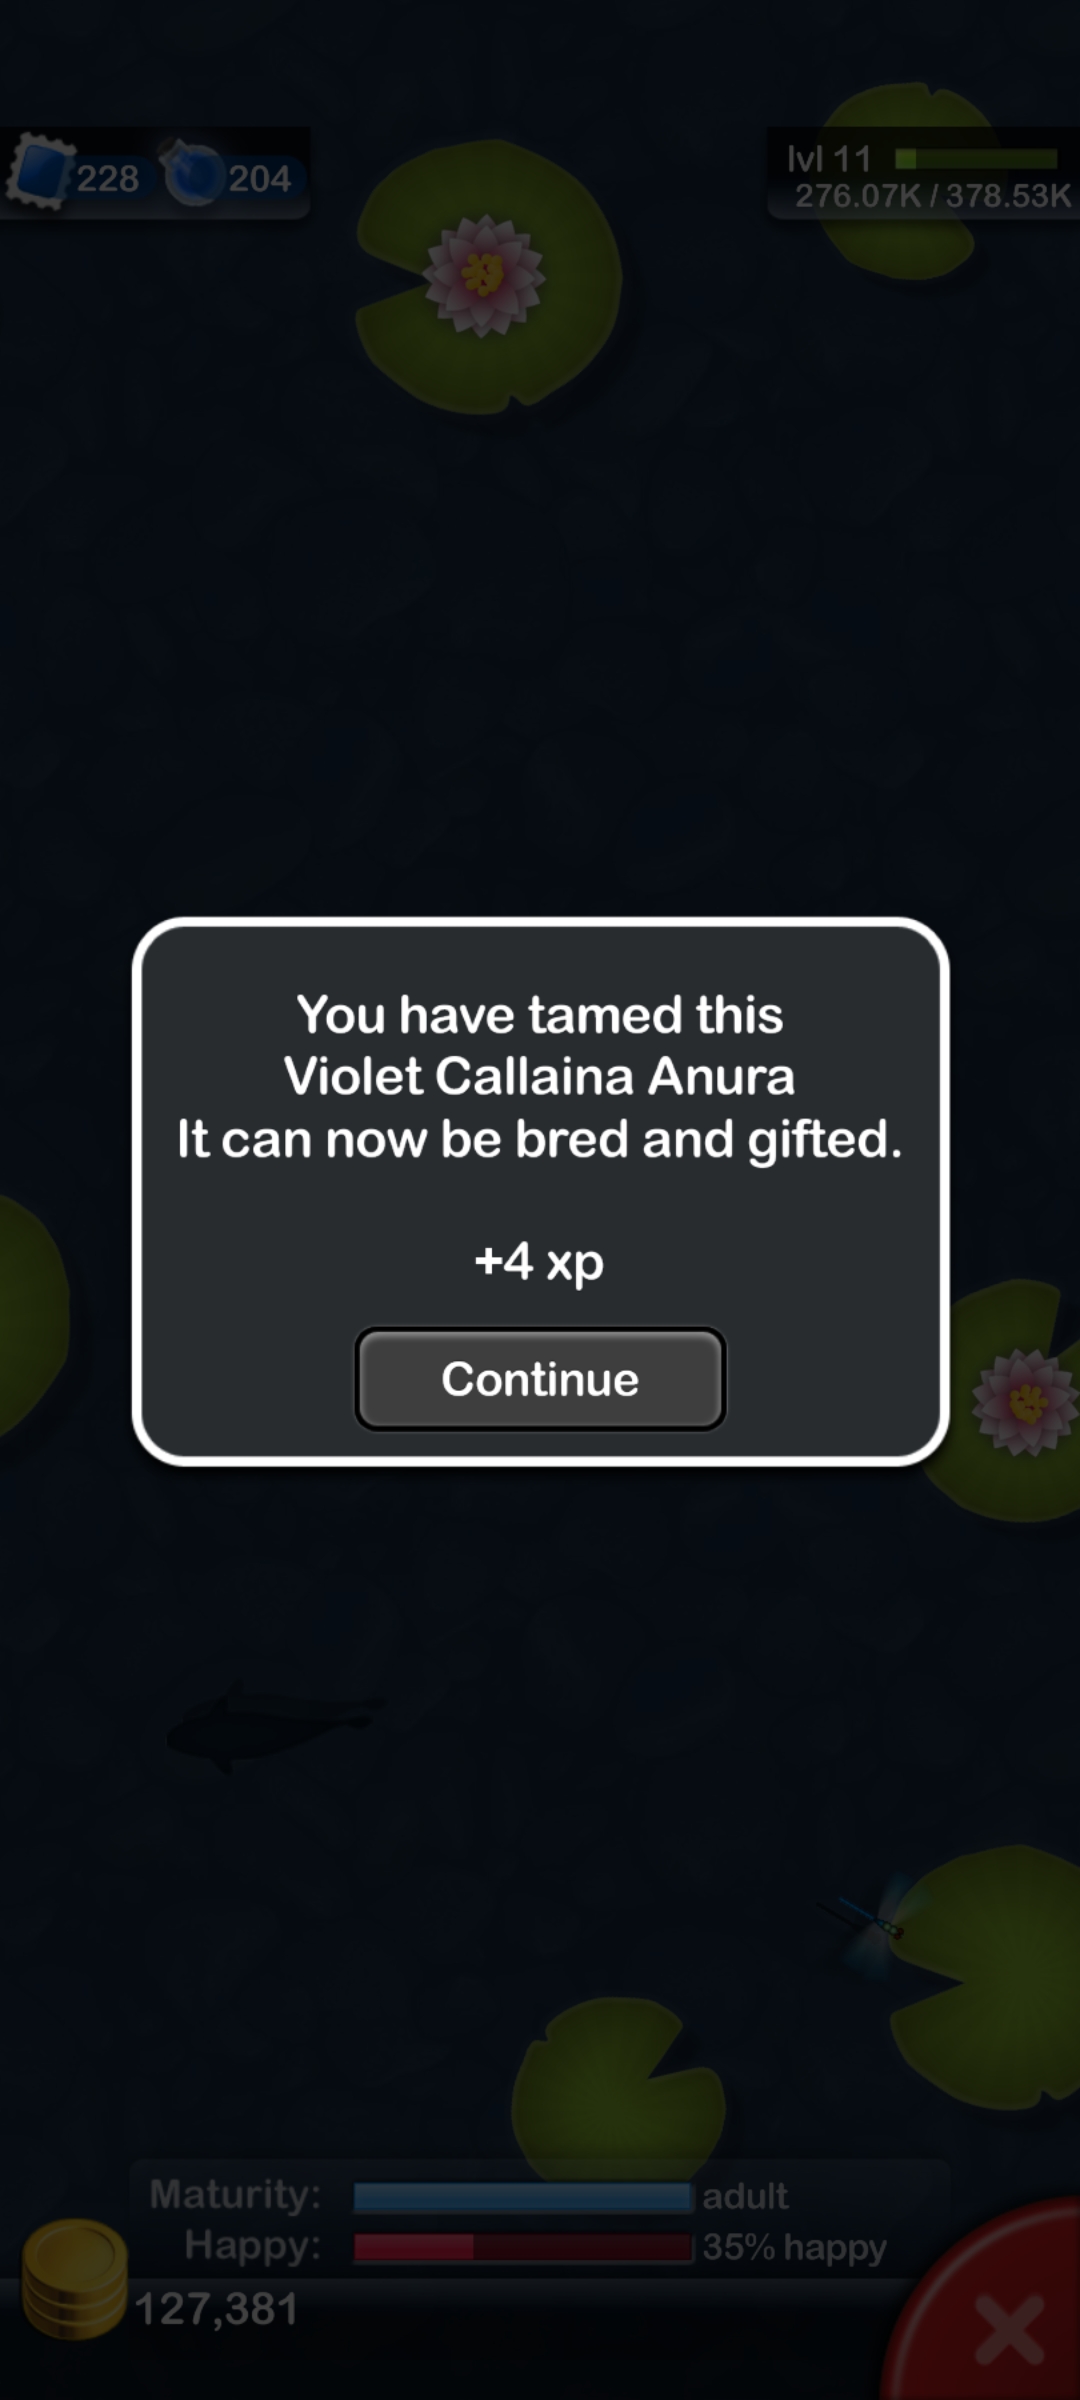 228 204
lvl 11
276.07K / 378.53K
You have tamed this
Violet Callaina Anura
It can now be bred and gifted.
+4 xp
Continue
Maturity: adult
Happy: 35% happy
127,381